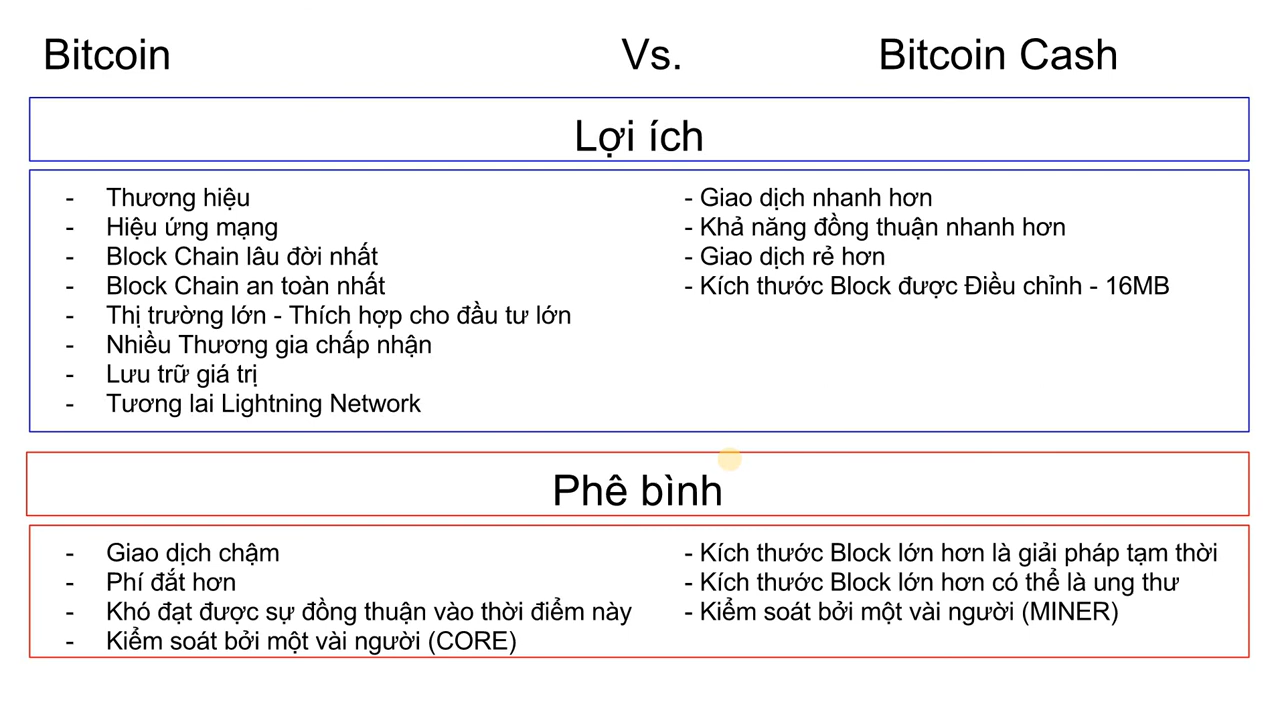 Bitcoin Vs. Bitcoin Cash
Lợi ích
- Thương hiệu
- Hiệu ứng mạng
- Block Chain lâu đời nhất
- Block Chain an toàn nhất
- Thị trường lớn - Thích hợp cho đầu tư lớn
- Nhiều Thương gia chấp nhận
- Lưu trữ giá trị
- Tương lai Lightning Network
- Giao dịch nhanh hơn
- Khả năng đồng thuận nhanh hơn
- Giao dịch rẻ hơn
- Kích thước Block được Điều chỉnh - 16MB
Phê bình
- Giao dịch chậm
- Phí đắt hơn
- Khó đạt được sự đồng thuận vào thời điểm này
- Kiểm soát bởi một vài người (CORE)
- Kích thước Block lớn hơn là giải pháp tạm thời
- Kích thước Block lớn hơn có thể là ung thư
- Kiểm soát bởi một vài người (MINER)